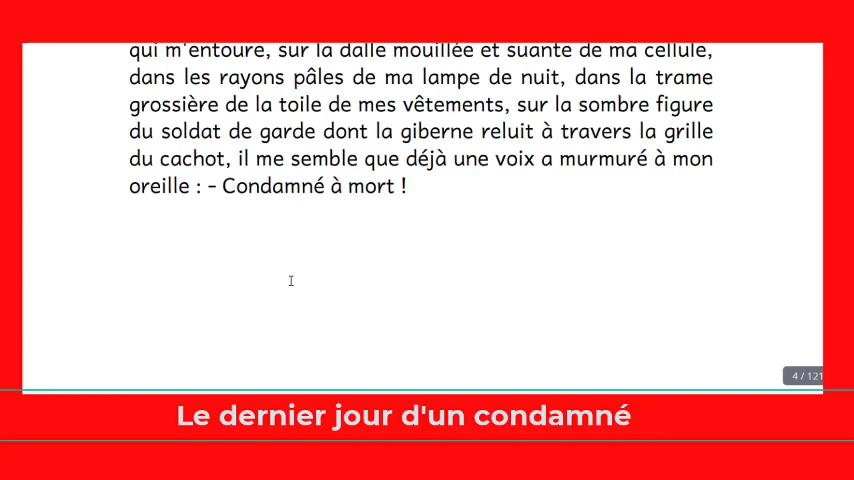 qui m'entoure, sur la dalle mouillée et suante de ma cellule,
dans les rayons pâles de ma lampe de nuit, dans la trame
grossière de la toile de mes vêtements, sur la sombre figure
du soldat de garde dont la giberne reluit à travers la grille
du cachot, il me semble que déjà une voix a murmuré à mon
oreille : - Condamné à mort !
4 / 121
Le dernier jour d'un condamné